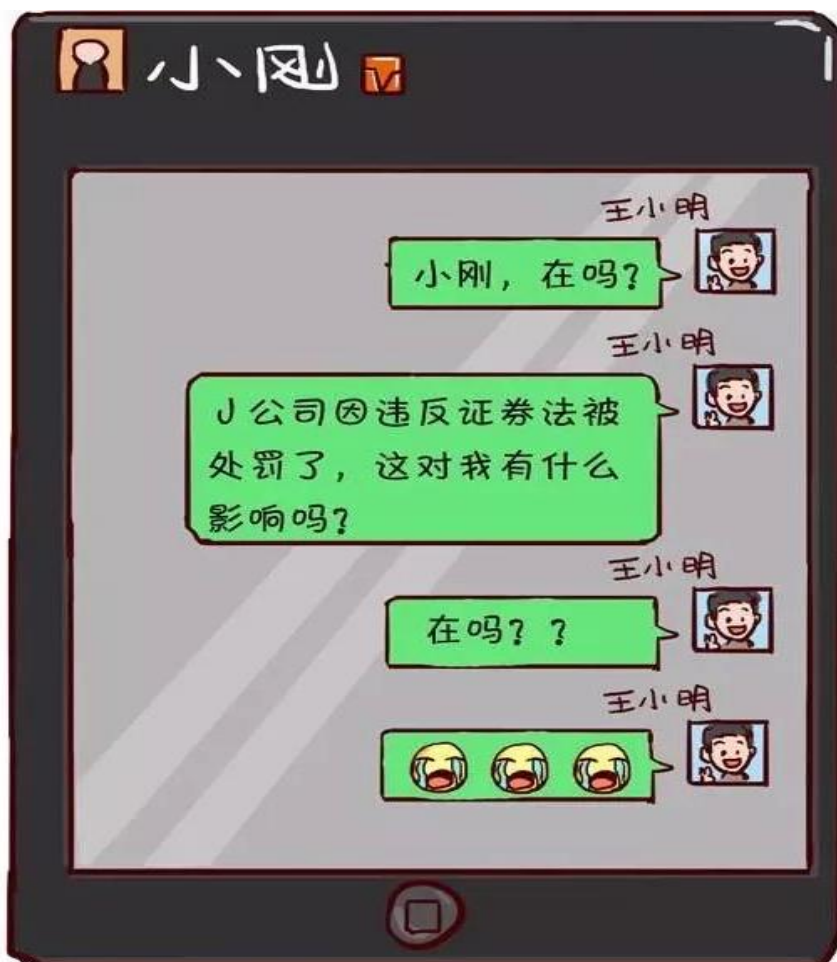 小刚
王小明
小刚，在吗？
王小明
J公司因违反证券法被
处罚了，这对我有什么
影响吗？
王小明
在吗？？
王小明